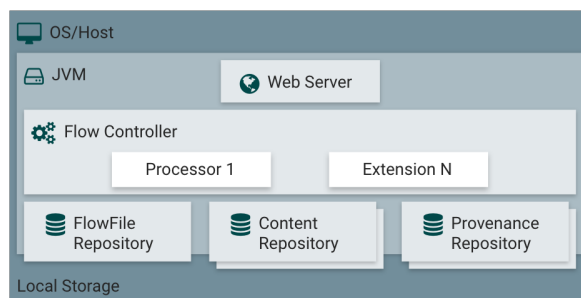 OS/Host
JVM
Web Server
Flow Controller
Processor 1
Extension N
FlowFile
Repository
Content
Repository
Provenance
Repository
Local Storage